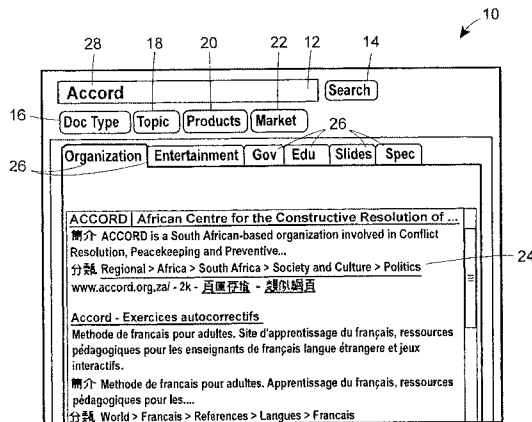 10
28 18 20 22 12 14
Accord Search
16 Doc Type Topic Products Market
26
Organization Entertainment Gov Edu Slides Spec
26
ACCORD | African Centre for the Constructive Resolution of ...
簡介 ACCORD is a South African-based organization involved in Conflict
Resolution, Peacekeeping and Preventive...
24
分類 Regional > Africa > South Africa > Society and Culture > Politics
www.accord.org.za/ - 2k - 頁庫存檔 - 類似網頁
Accord - Exercices autocorrectifs
Methode de francais pour adultes. Site d'apprentissage du français, ressources
pédagogiques pour les enseignants de français langue étrangere et jeux
interactifs.
簡介 Methode de francais pour adultes. Apprentissage du français, ressources
pédagogiques pour les....
分類 World > Francais > References > Langues > Francais